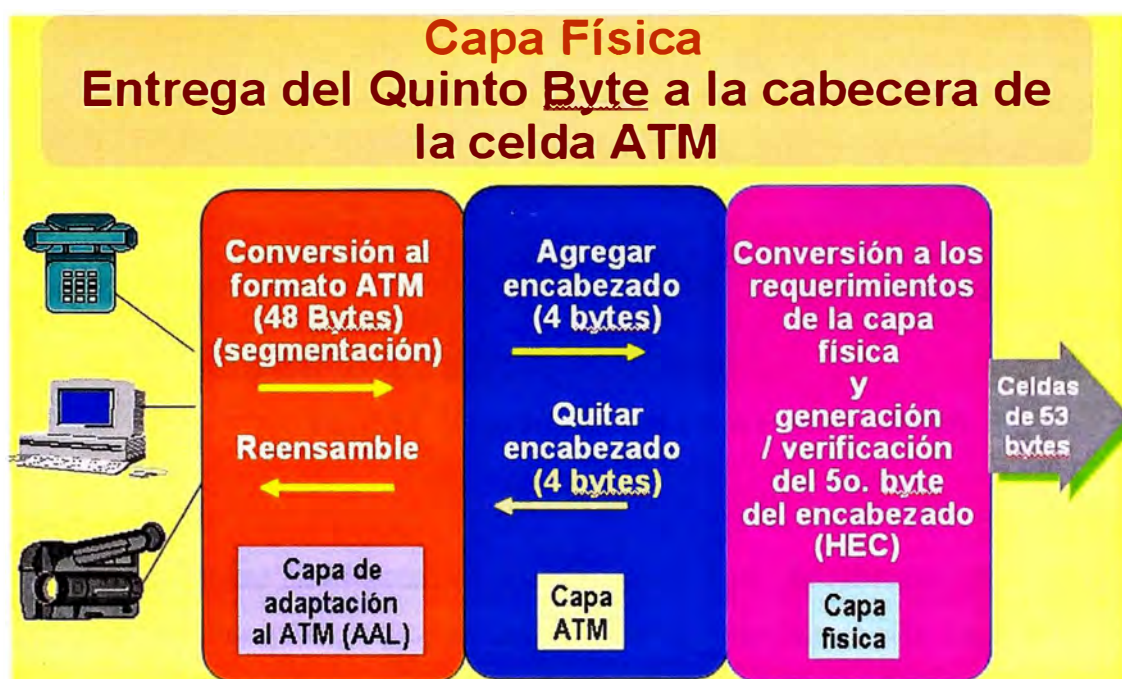 Capa Física
Entrega del Quinto Byte a la cabecera de
la celda ATM
Conversión al
formato ATM
(48 Bytes)
(segmentación)
Reensamble
Capa de
adaptación
al ATM (AAL)
Agregar
encabezado
(4 bytes)
Quitar
encabezado
(4 bytes)
Capa
ATM
Conversión a los
requerimientos
de la capa
física
y
generación
/ verificación
del 5o. byte
del encabezado
(HEC)
Capa
física
Celdas
de 53
bytes